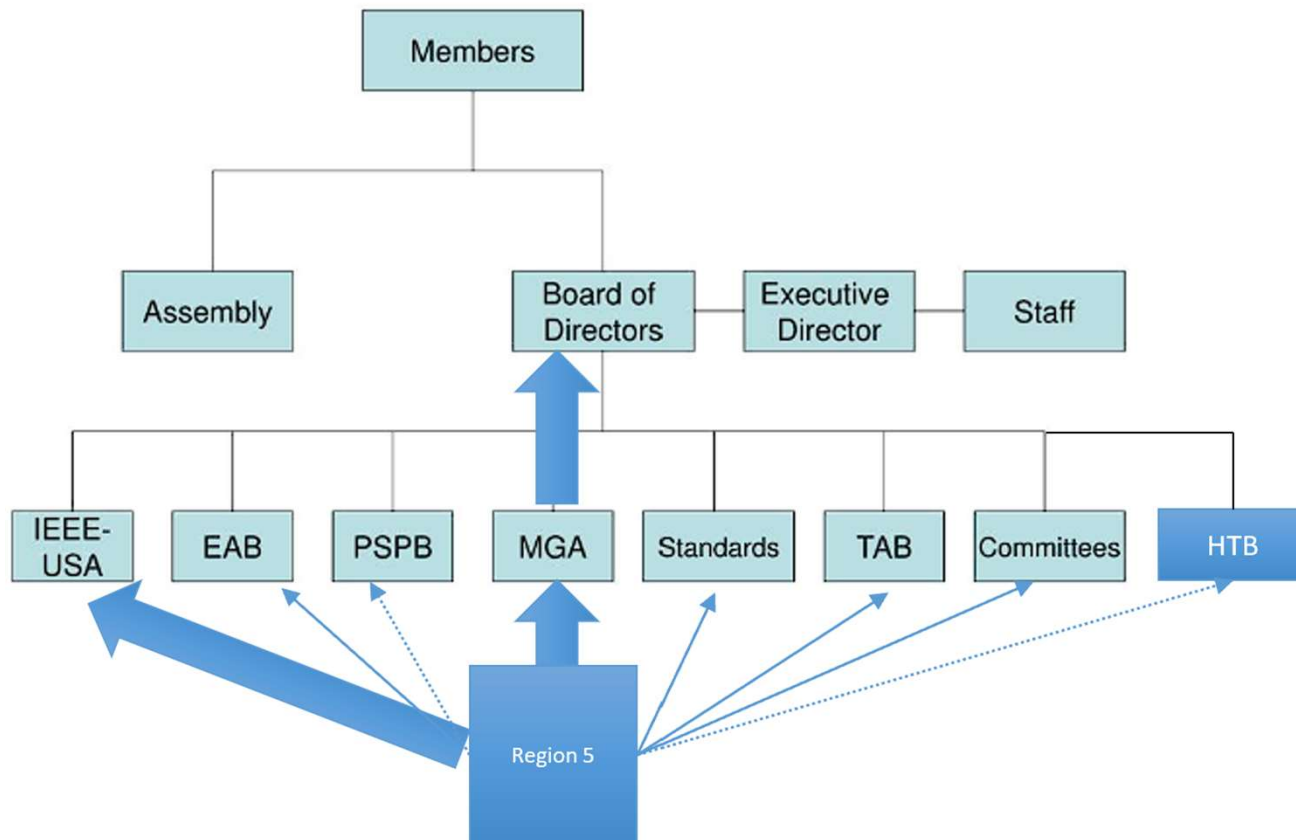 Members
Assembly
Board of
Directors
Executive
Director
Staff
IEEE-
USA
EAB
PSPB
MGA
Standards
TAB
Committees
HTB
Region 5